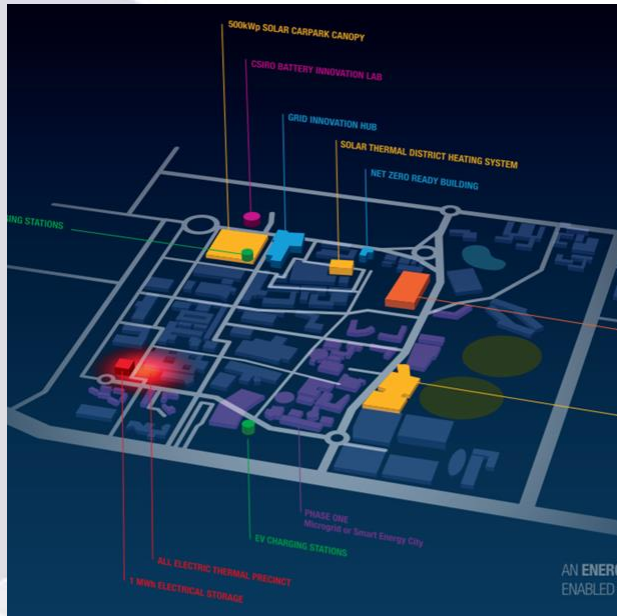 500kWp SOLAR CARPARK CANOPY
CSIRO BATTERY INNOVATION LAB
GRID INNOVATION HUB
SOLAR THERMAL DISTRICT HEATING SYSTEM
NET ZERO READY BUILDING
STATIONS
PHASE ONE
Microgrid or Smart Energy City
EV CHARGING STATIONS
ALL ELECTRIC THERMAL PRECINCT
1 MWh ELECTRICAL STORAGE
AN
ENABLED